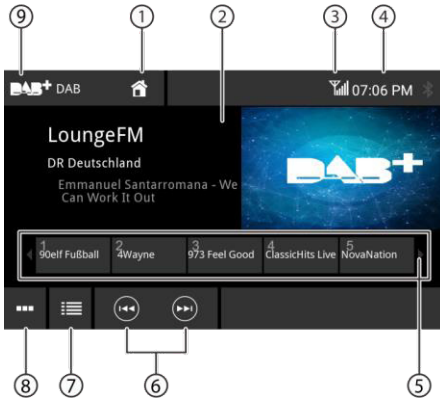 9 1 2 3 4
DAB+ DAB 07:06 PM
LoungeFM
DAB+
DR Deutschland
Emmanuel Santarromana - We
Can Work It Out
1 2 3 4 5
90elf Fußball 4Wayne 973 Feel Good ClassicHits Live NovaNation
8 7 6 5